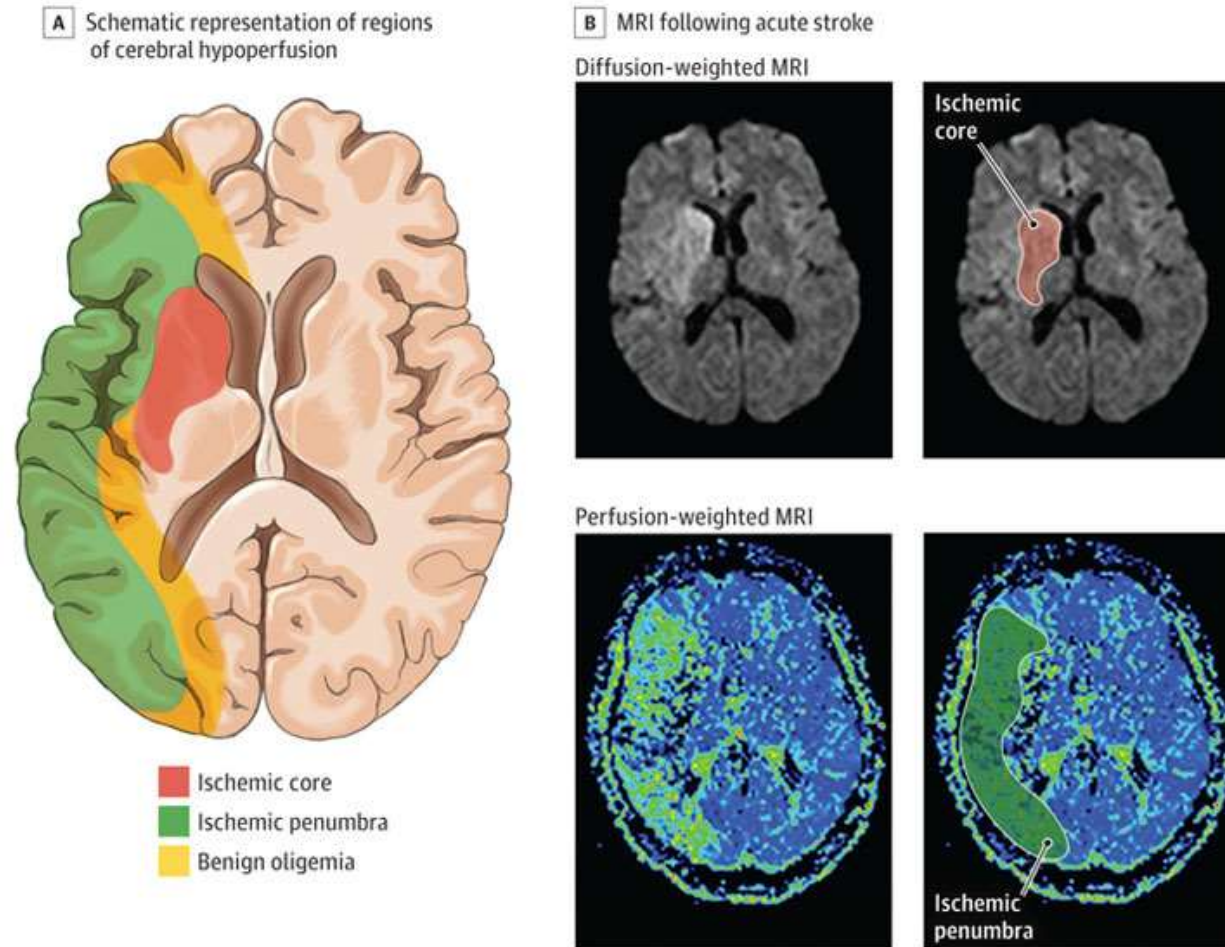 A Schematic representation of regions
of cerebral hypoperfusion
Ischemic core
Ischemic penumbra
Benign oligemia
B MRI following acute stroke
Diffusion-weighted MRI
Ischemic
core
Perfusion-weighted MRI
Ischemic
penumbra